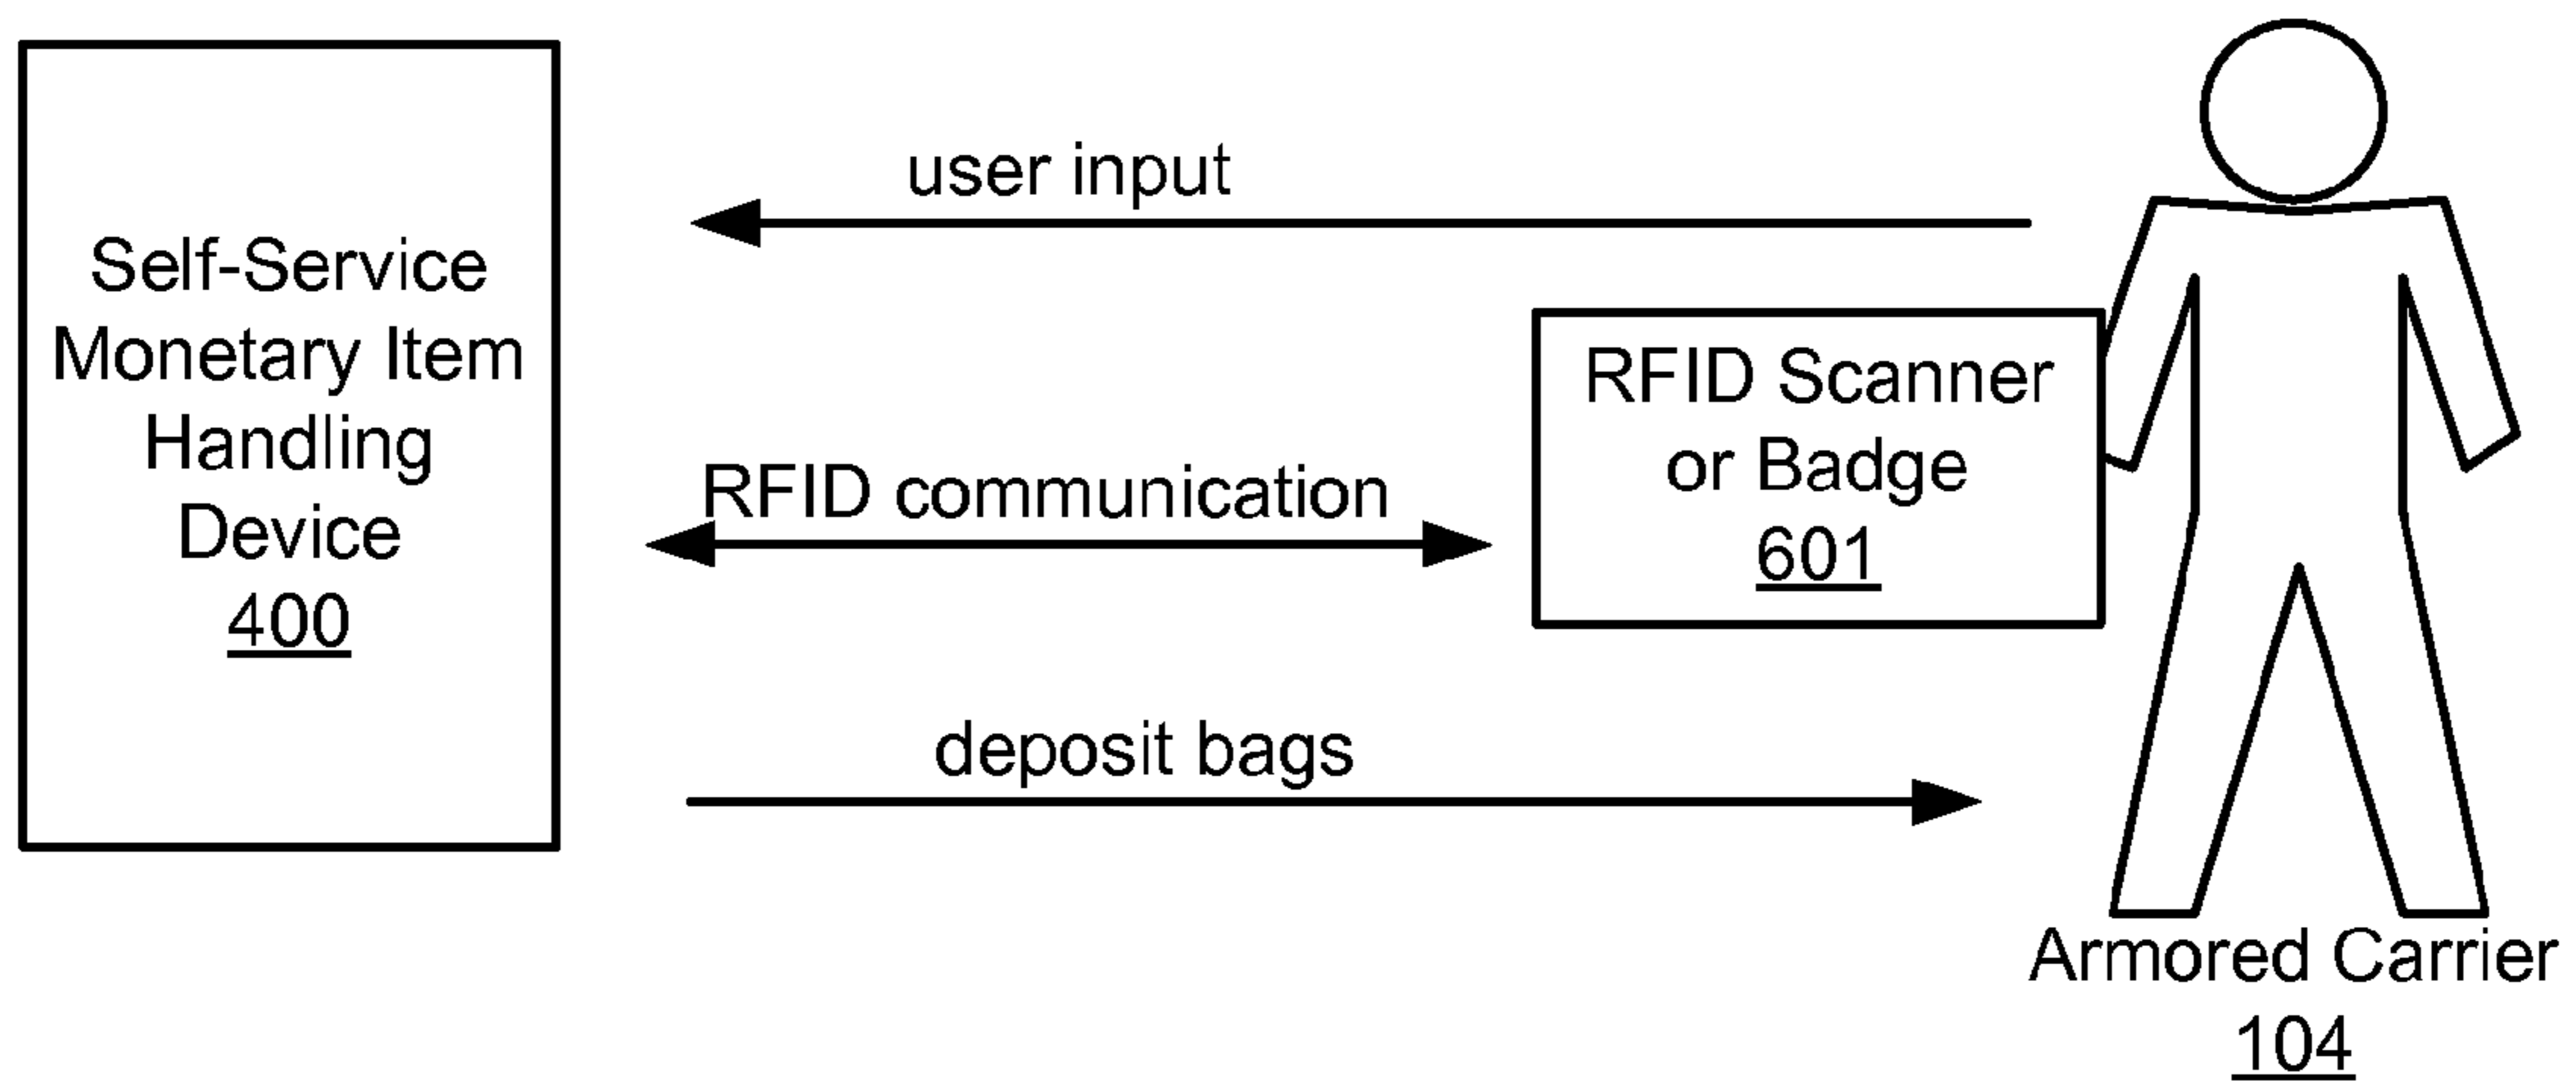 Self-Service
Monetary Item
Handling
Device
400
user input
RFID communication
deposit bags
RFID Scanner
or Badge
601
Armored Carrier
104